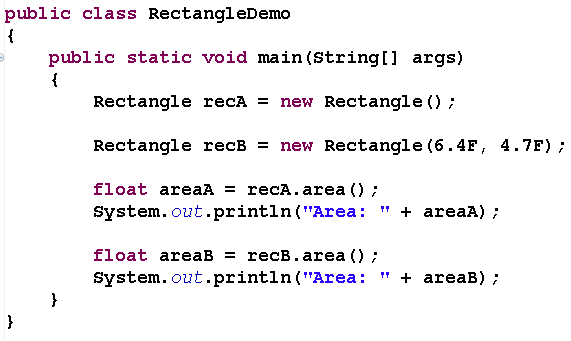 public class RectangleDemo
{
public static void main(String[] args)
{
Rectangle recA = new Rectangle();
Rectangle recB = new Rectangle(6.4F, 4.7F);
float areaA = recA.area();
System.out.println("Area: " + areaA);
float areaB = recB.area();
System.out.println("Area: " + areaB);
}
}